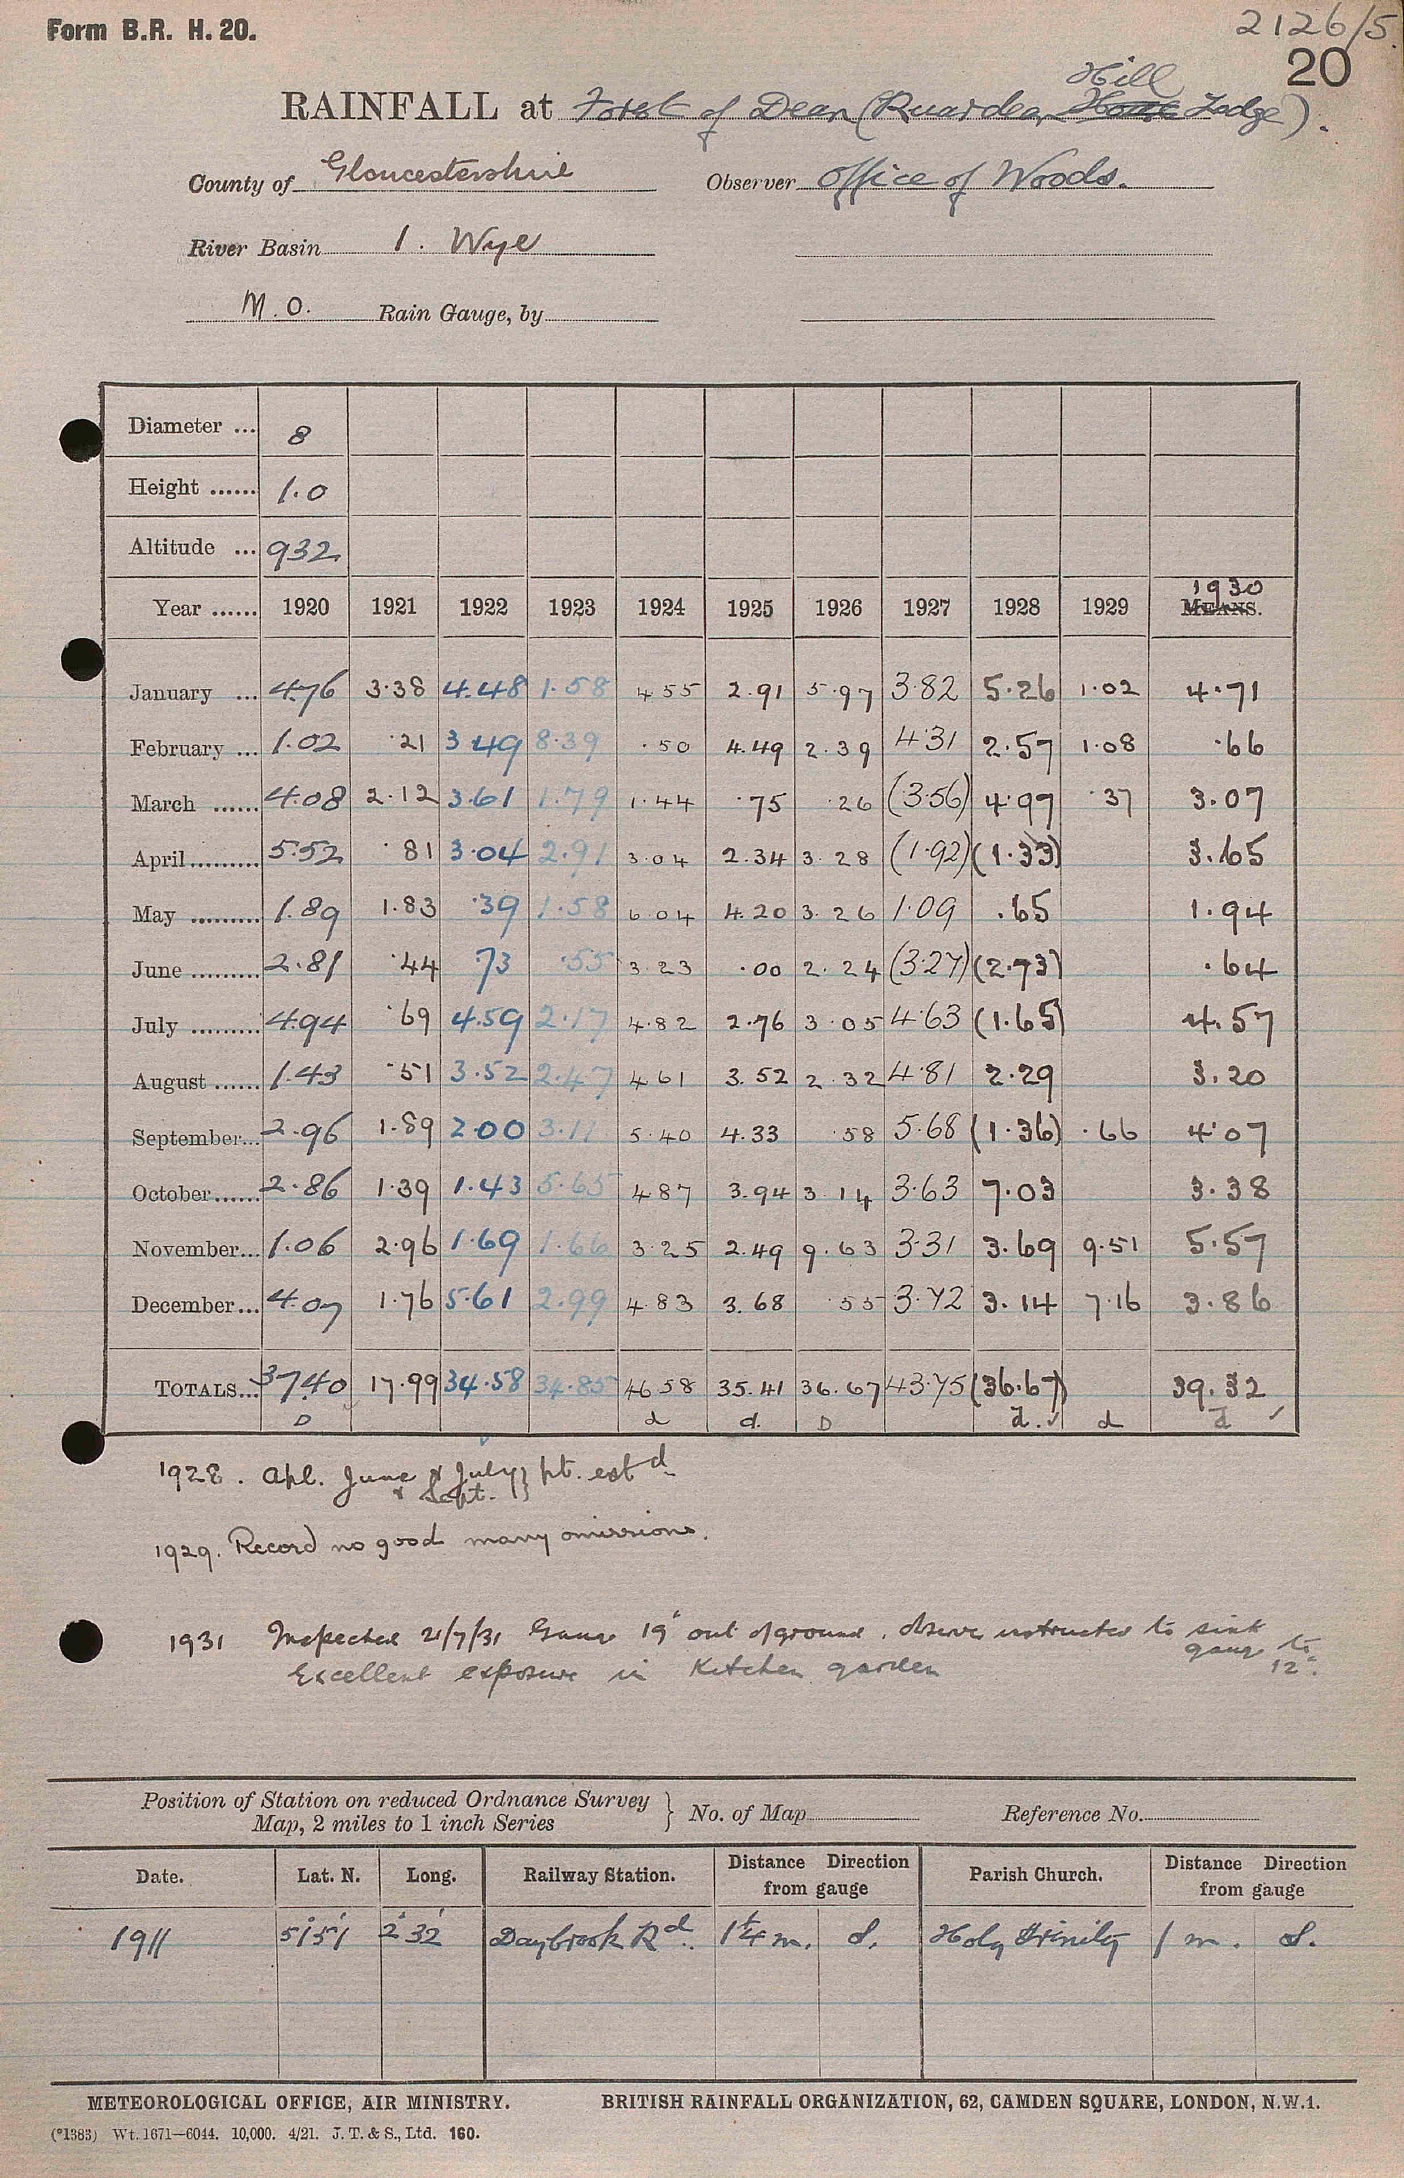 Form B.R. H. 20.
2126/5.
20
RAINFALL at Forest of Dean (Ruardean Hill Lodge).
County of Gloucestershire Observer Office of Woods.
River Basin 1. Wye
M.O. Rain Gauge, by
Diameter ... 8
Height ...... 1.0
Altitude ... 932
Year ...... 1920 1921 1922 1923 1924 1925 1926 1927 1928 1929 1930 MEANS.
January ... 4.76 3.38 4.48 1.58 4.55 2.91 5.97 3.82 5.26 1.02 4.71
February ... 1.02 .21 3.49 8.39 .50 4.49 2.39 4.31 2.57 1.08 .66
March ...... 4.08 2.12 3.61 1.79 1.44 .75 .26 (3.56) 4.97 .37 3.07
April ......... 5.52 .81 3.04 2.91 3.04 2.34 3.28 (1.92) (1.33) 3.65
May ......... 1.89 1.83 .39 1.58 6.04 4.20 3.26 1.09 .65 1.94
June ......... 2.81 .44 .73 .55 3.23 .00 2.24 (3.27) (2.73) .64
July ......... 4.94 .69 4.59 2.17 4.82 2.76 3.05 4.63 (1.65) 4.57
August ...... 1.43 .51 3.52 2.47 4.61 3.52 2.32 4.81 2.29 3.20
September... 2.96 1.89 2.00 3.11 5.40 4.33 .58 5.68 (1.36) .66 4.07
October...... 2.86 1.39 1.43 5.65 4.87 3.94 3.14 3.63 7.03 3.38
November... 1.06 2.96 1.69 1.66 3.25 2.49 9.63 3.31 3.69 9.51 5.57
December... 4.07 1.76 5.61 2.99 4.83 3.68 .55 3.72 3.14 7.16 3.86
TOTALS... 37.40 17.99 34.58 34.85 46.58 35.41 36.67 43.75 (36.67) 39.32
D d d. D d. ✓ d d ✓
1928. Apl. June & July & Sept. } pt. estd
1929. Record no good many omissions.
1931 Inspected 21/7/31 Gauge 19" out of ground. Observer instructed to sink
gauge to 12".
Excellent exposure in Kitchen garden
Position of Station on reduced Ordnance Survey
Map, 2 miles to 1 inch Series } No. of Map Reference No.
Date. Lat. N. Long. Railway Station. Distance Direction from gauge Parish Church. Distance Direction from gauge
1911 51°51' 2°32' Daybrook Rd. 1¼ m. S. Holy Trinity 1 m. S.
METEOROLOGICAL OFFICE, AIR MINISTRY. BRITISH RAINFALL ORGANIZATION, 62, CAMDEN SQUARE, LONDON, N.W.1.
(*1383) Wt. 1671—6044. 10,000. 4/21. J. T. & S., Ltd. 160.